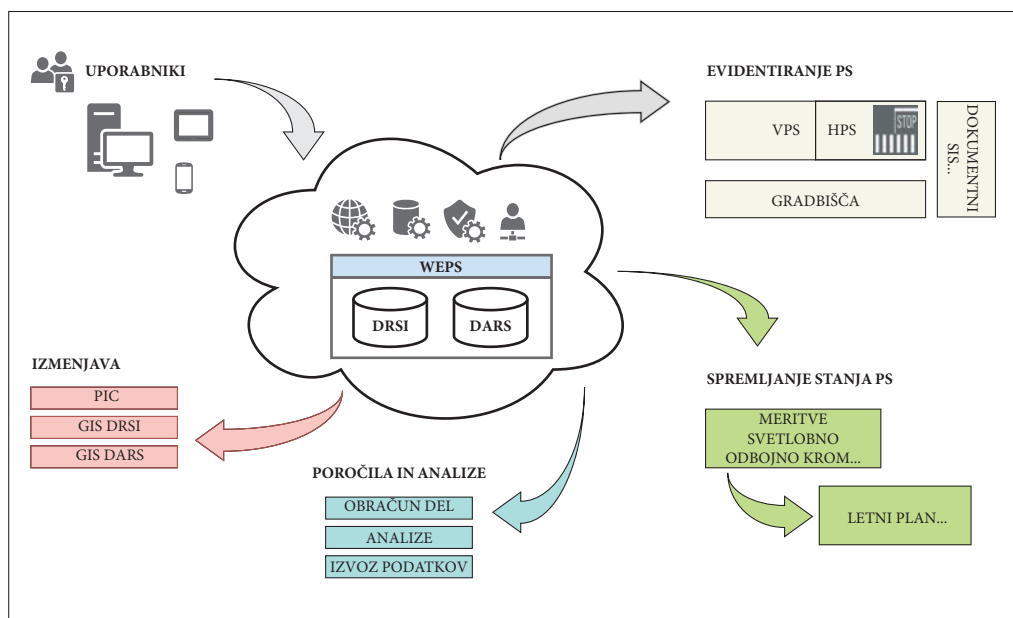 UPORABNIKI
EVIDENTIRANJE PS
VPS
HPS
STOP
DOKUMENTNI
SIS...
GRADBIŠČA
WEPS
DRSI
DARS
IZMENJAVA
PIC
GIS DRSI
GIS DARS
SPREMLJANJE STANJA PS
MERITVE
SVETLOBNO
ODBOJNO KROM...
LETNI PLAN...
POROČILA IN ANALIZE
OBRAČUN DEL
ANALIZE
IZVOZ PODATKOV